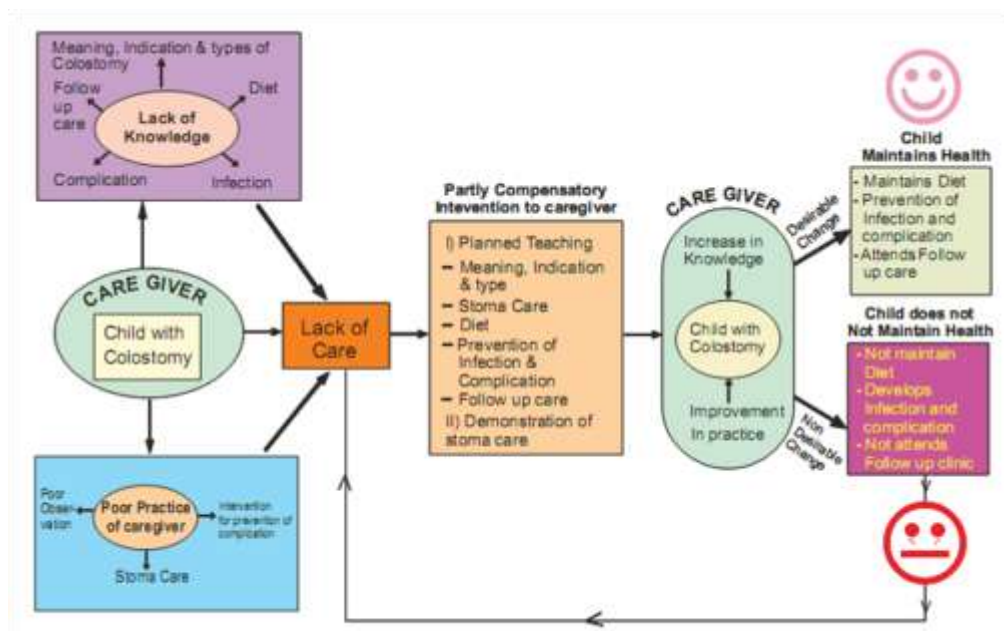 Meaning, Indication & types of
Colostomy
Follow
up
care
Diet
Lack of
Knowledge
Complication
Infection
CARE GIVER
Child with
Colostomy
Lack of
Care
Poor
Obser-
vation
Poor Practice
of caregiver
Intervention
for prevention of
complication
Stoma Care
Partly Compensatory
Intevention to caregiver
I) Planned Teaching
– Meaning, Indication
& type
– Stoma Care
– Diet
– Prevention of
Infection &
Complication
– Follow up care
II) Demonstration of
stoma care
CARE GIVER
Increase in
Knowledge
Child with
Colostomy
Improvement
In practice
Desirable
Change
Non
Desirable
Change
Child
Maintains Health
- Maintains Diet
- Prevention of
Infection and
complication
- Attends Follow
up care
Child does not
Not Maintain Health
- Not maintain
Diet
- Develops
Infection and
complication
- Not attends
Follow up clinic